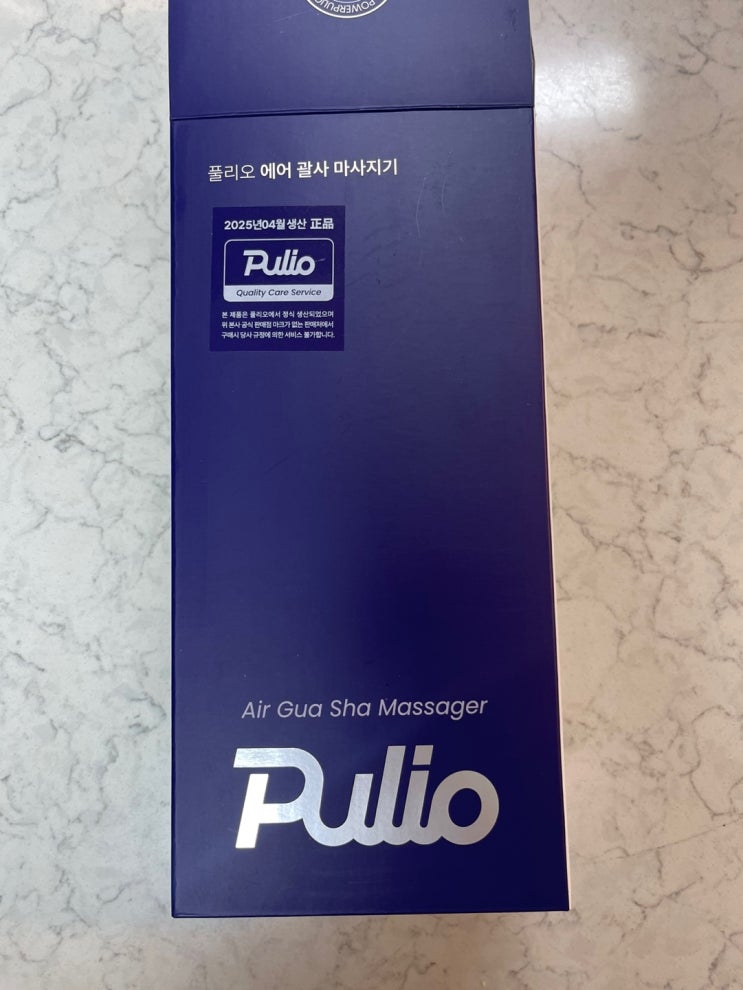 풀리오 에어 괄사 마사지기
2025년04월생산 正品
Pulio
Quality Care Service
본 제품은 풀리오에서 정식 생산되었으며
위 본사 공식 판매점 마크가 없는 판매처에서
구매시 당사 규정에 의한 서비스 불가합니다.
Air Gua Sha Massager
Pulio